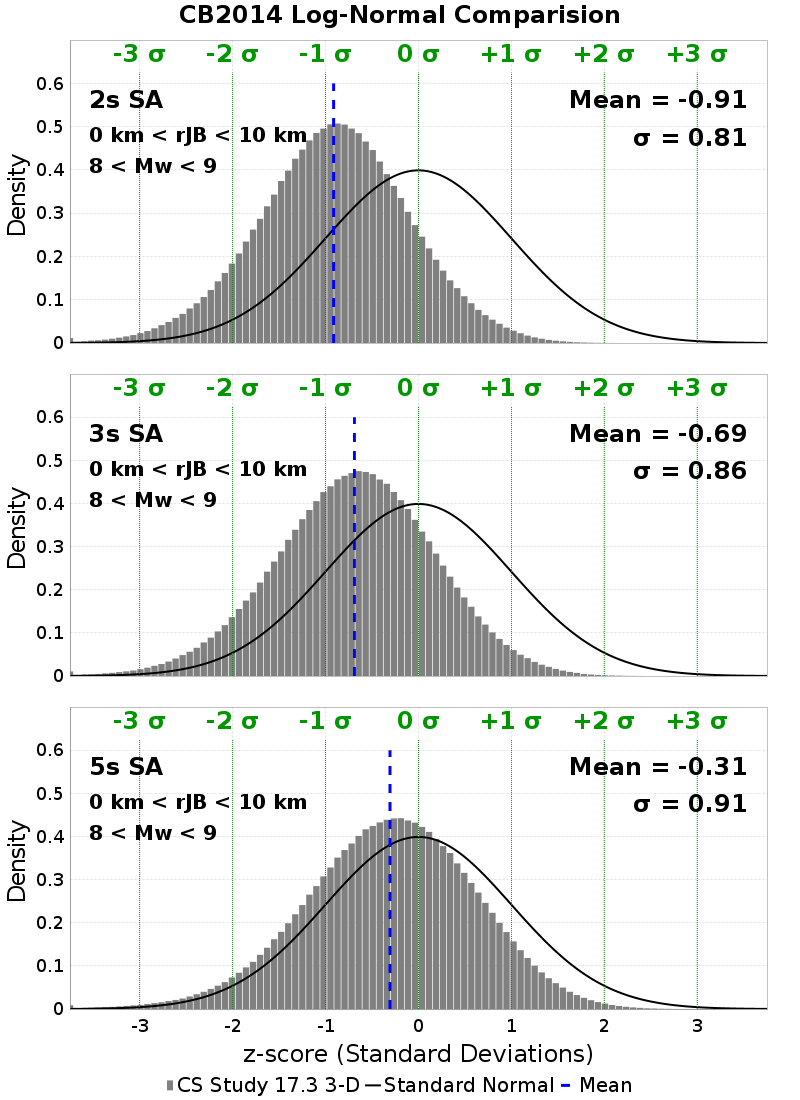 CB2014 Log-Normal Comparision
-3 σ -2 σ -1 σ 0 σ +1 σ +2 σ +3 σ
0.6
2s SA Mean = -0.91
0.5
0 km < rJB < 10 km σ = 0.81
8 < Mw < 9
0.4
Density
0.3
0.2
0.1
0
-3 σ -2 σ -1 σ 0 σ +1 σ +2 σ +3 σ
0.6
3s SA Mean = -0.69
0.5
0 km < rJB < 10 km σ = 0.86
8 < Mw < 9
0.4
Density
0.3
0.2
0.1
0
-3 σ -2 σ -1 σ 0 σ +1 σ +2 σ +3 σ
0.6
5s SA Mean = -0.31
0.5
0 km < rJB < 10 km σ = 0.91
8 < Mw < 9
0.4
Density
0.3
0.2
0.1
0
-3 -2 -1 0 1 2 3
z-score (Standard Deviations)
CS Study 17.3 3-D Standard Normal Mean